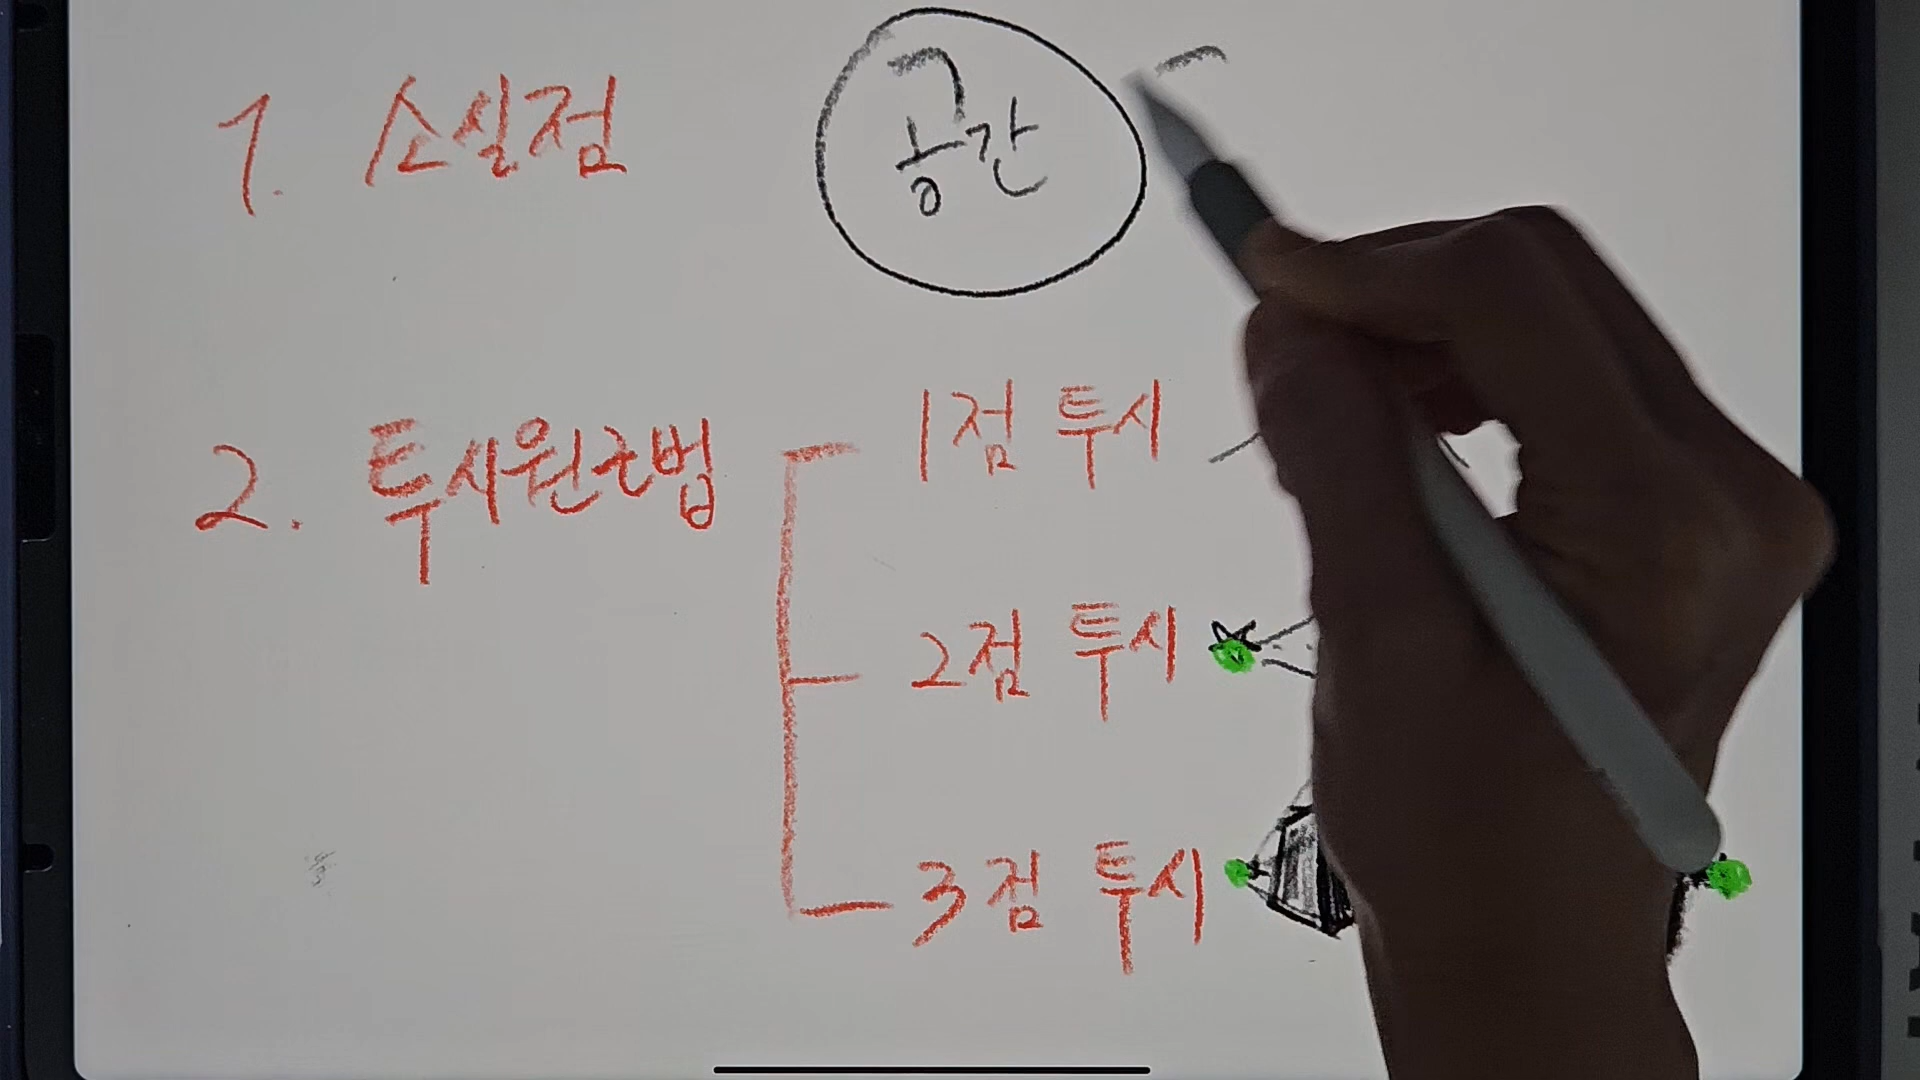 1. 소실점
공간
2. 투시원근법
1점 투시
2점 투시
3점 투시